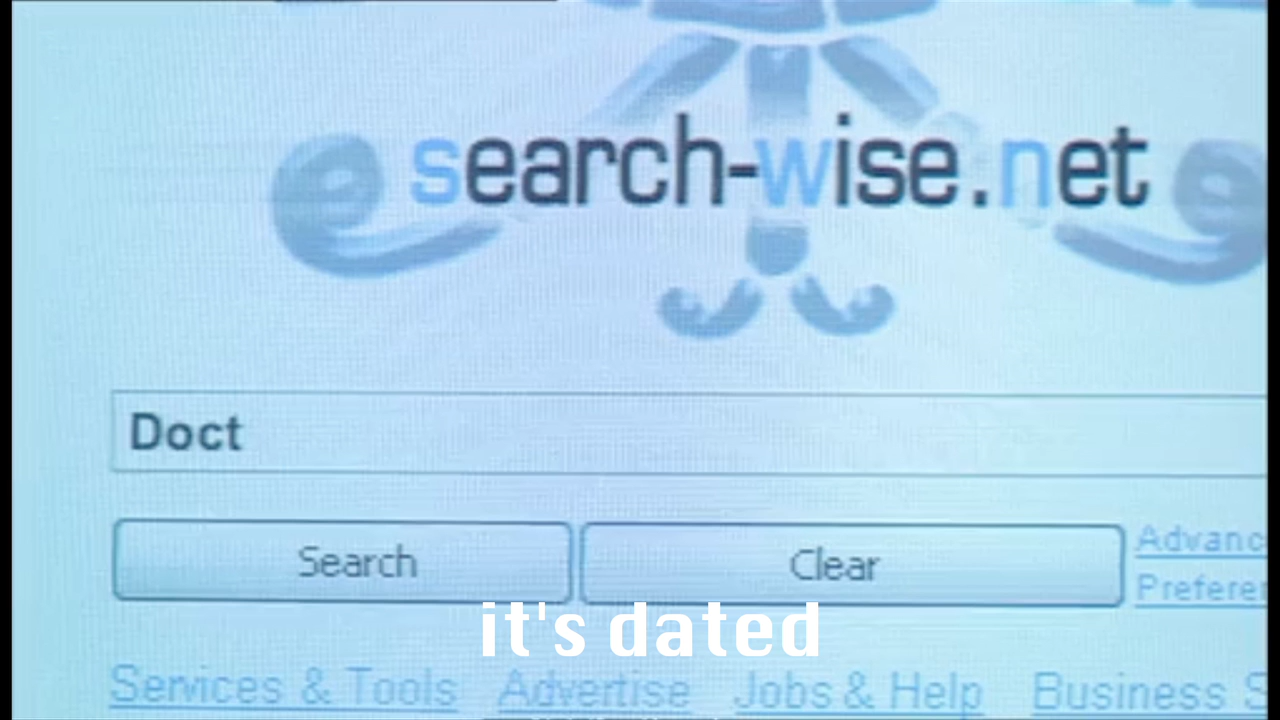 search-wise.net
Doct
Search Clear
Advanc
Preferen
it's dated
Services & Tools Advertise Jobs & Help Business S